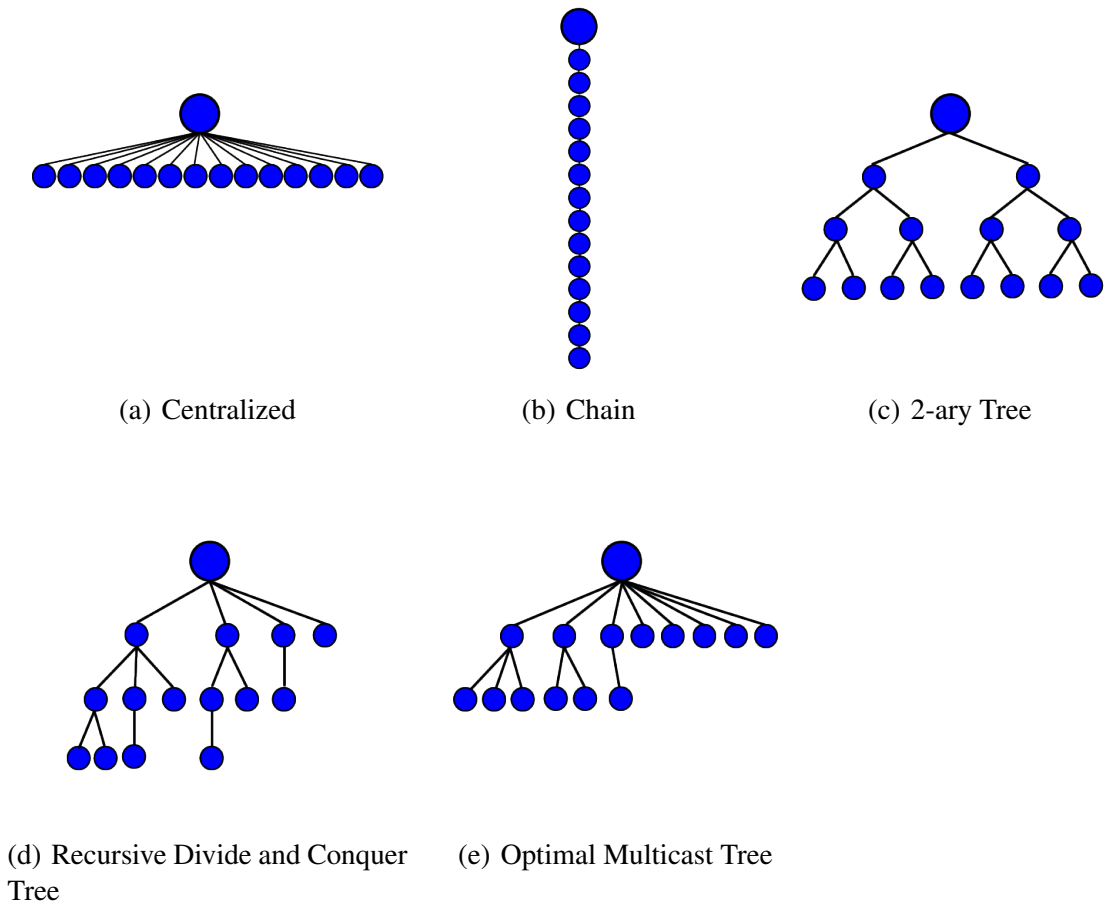 (a) Centralized
(b) Chain
(c) 2-ary Tree
(d) Recursive Divide and Conquer
Tree
(e) Optimal Multicast Tree